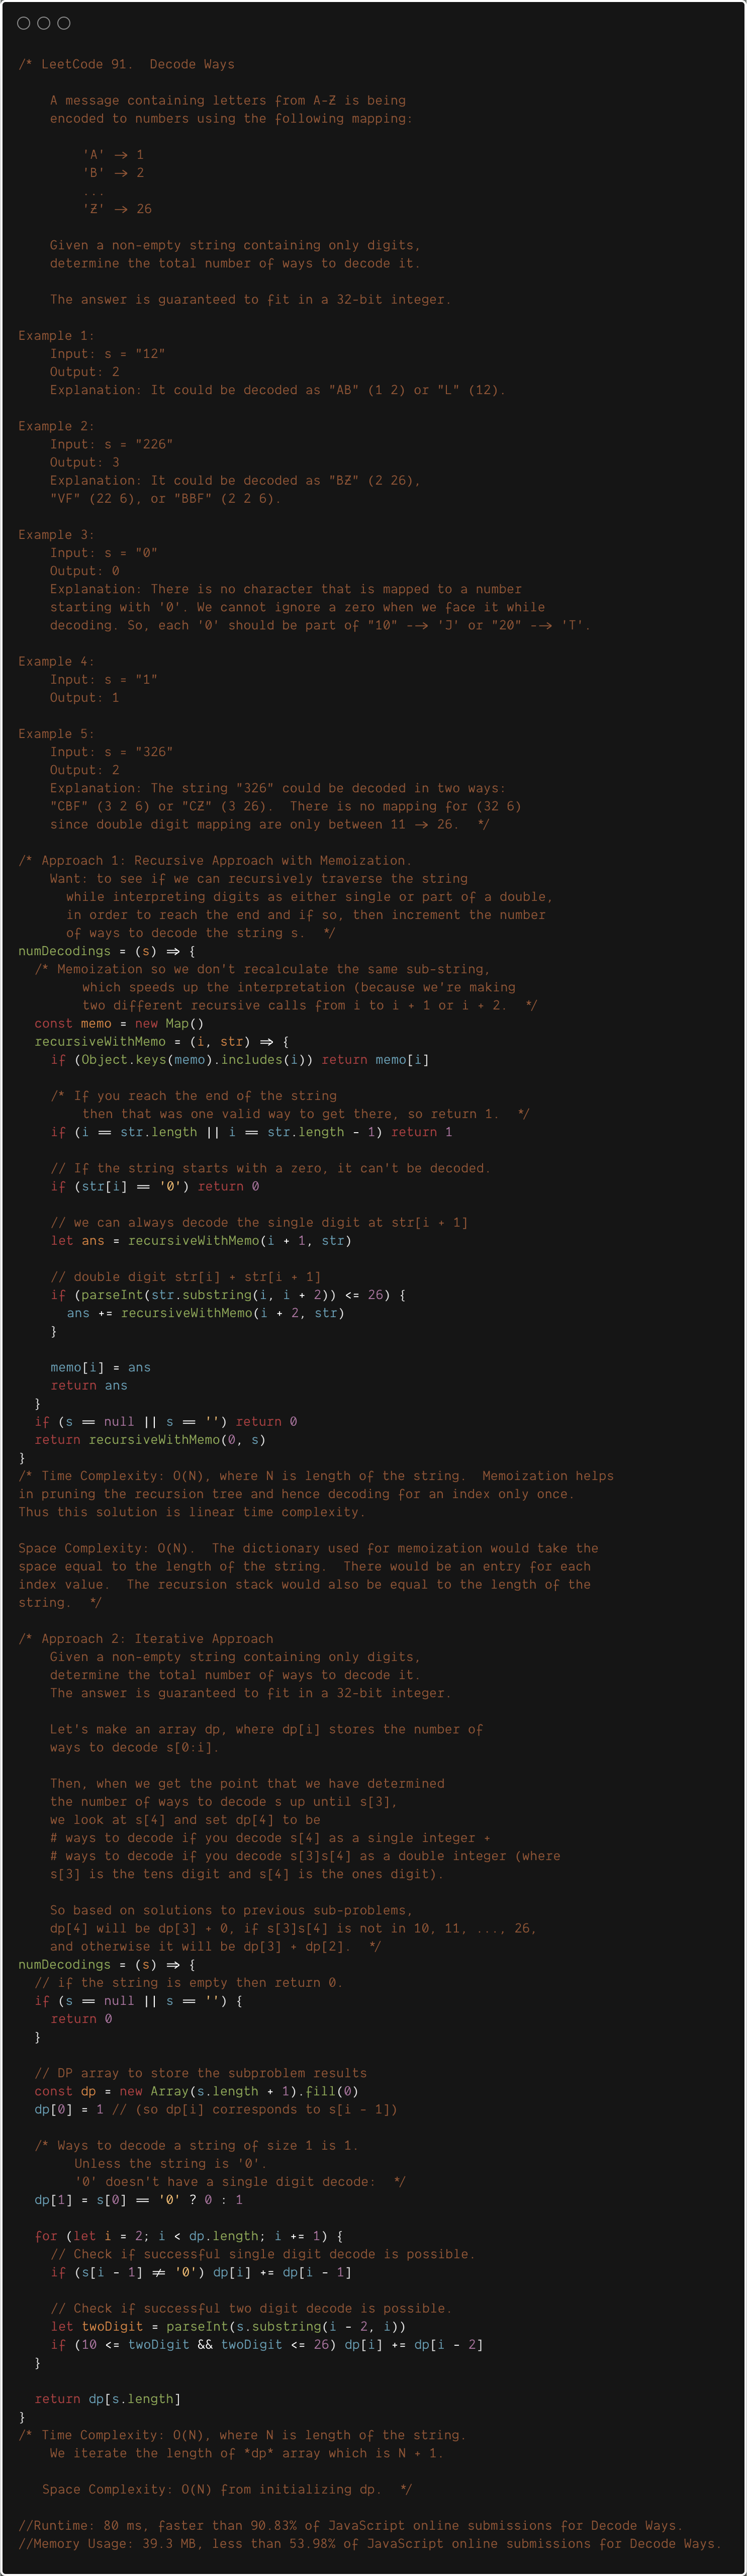 /* LeetCode 91.  Decode Ways
    A message containing letters from A-Z is being
    encoded to numbers using the following mapping:
        'A' -> 1
        'B' -> 2
        ...
        'Z' -> 26
    Given a non-empty string containing only digits,
    determine the total number of ways to decode it.
    The answer is guaranteed to fit in a 32-bit integer.
Example 1:
    Input: s = "12"
    Output: 2
    Explanation: It could be decoded as "AB" (1 2) or "L" (12).
Example 2:
    Input: s = "226"
    Output: 3
    Explanation: It could be decoded as "BZ" (2 26),
    "VF" (22 6), or "BBF" (2 2 6).
Example 3:
    Input: s = "0"
    Output: 0
    Explanation: There is no character that is mapped to a number
    starting with '0'. We cannot ignore a zero when we face it while
    decoding. So, each '0' should be part of "10" --> 'J' or "20" --> 'T'.
Example 4:
    Input: s = "1"
    Output: 1
Example 5:
    Input: s = "326"
    Output: 2
    Explanation: The string "326" could be decoded in two ways:
    "CBF" (3 2 6) or "CZ" (3 26).  There is no mapping for (32 6)
    since double digit mapping are only between 11 -> 26.  */
/* Approach 1: Recursive Approach with Memoization.
    Want: to see if we can recursively traverse the string
      while interpreting digits as either single or part of a double,
      in order to reach the end and if so, then increment the number
      of ways to decode the string s.  */
numDecodings = (s) => {
  /* Memoization so we don't recalculate the same sub-string,
        which speeds up the interpretation (because we're making
        two different recursive calls from i to i + 1 or i + 2.  */
  const memo = new Map()
  recursiveWithMemo = (i, str) => {
    if (Object.keys(memo).includes(i)) return memo[i]
    /* If you reach the end of the string
        then that was one valid way to get there, so return 1.  */
    if (i == str.length || i == str.length - 1) return 1
    // If the string starts with a zero, it can't be decoded.
    if (str[i] == '0') return 0
    // we can always decode the single digit at str[i + 1]
    let ans = recursiveWithMemo(i + 1, str)
    // double digit str[i] + str[i + 1]
    if (parseInt(str.substring(i, i + 2)) <= 26) {
      ans += recursiveWithMemo(i + 2, str)
    }
    memo[i] = ans
    return ans
  }
  if (s == null || s == '') return 0
  return recursiveWithMemo(0, s)
}
/* Time Complexity: O(N), where N is length of the string.  Memoization helps
in pruning the recursion tree and hence decoding for an index only once.
Thus this solution is linear time complexity.
Space Complexity: O(N).  The dictionary used for memoization would take the
space equal to the length of the string.  There would be an entry for each
index value.  The recursion stack would also be equal to the length of the
string.  */
/* Approach 2: Iterative Approach
    Given a non-empty string containing only digits,
    determine the total number of ways to decode it.
    The answer is guaranteed to fit in a 32-bit integer.
    Let's make an array dp, where dp[i] stores the number of
    ways to decode s[0:i].
    Then, when we get the point that we have determined
    the number of ways to decode s up until s[3],
    we look at s[4] and set dp[4] to be
    # ways to decode if you decode s[4] as a single integer +
    # ways to decode if you decode s[3]s[4] as a double integer (where
    s[3] is the tens digit and s[4] is the ones digit).
    So based on solutions to previous sub-problems,
    dp[4] will be dp[3] + 0, if s[3]s[4] is not in 10, 11, ..., 26,
    and otherwise it will be dp[3] + dp[2].  */
numDecodings = (s) => {
  // if the string is empty then return 0.
  if (s == null || s == '') {
    return 0
  }
  // DP array to store the subproblem results
  const dp = new Array(s.length + 1).fill(0)
  dp[0] = 1 // (so dp[i] corresponds to s[i - 1])
  /* Ways to decode a string of size 1 is 1.
       Unless the string is '0'.
       '0' doesn't have a single digit decode:  */
  dp[1] = s[0] == '0' ? 0 : 1
  for (let i = 2; i < dp.length; i += 1) {
    // Check if successful single digit decode is possible.
    if (s[i - 1] != '0') dp[i] += dp[i - 1]
    // Check if successful two digit decode is possible.
    let twoDigit = parseInt(s.substring(i - 2, i))
    if (10 <= twoDigit && twoDigit <= 26) dp[i] += dp[i - 2]
  }
  return dp[s.length]
}
/* Time Complexity: O(N), where N is length of the string.
    We iterate the length of *dp* array which is N + 1.
   Space Complexity: O(N) from initializing dp.  */
//Runtime: 80 ms, faster than 90.83% of JavaScript online submissions for Decode Ways.
//Memory Usage: 39.3 MB, less than 53.98% of JavaScript online submissions for Decode Ways.